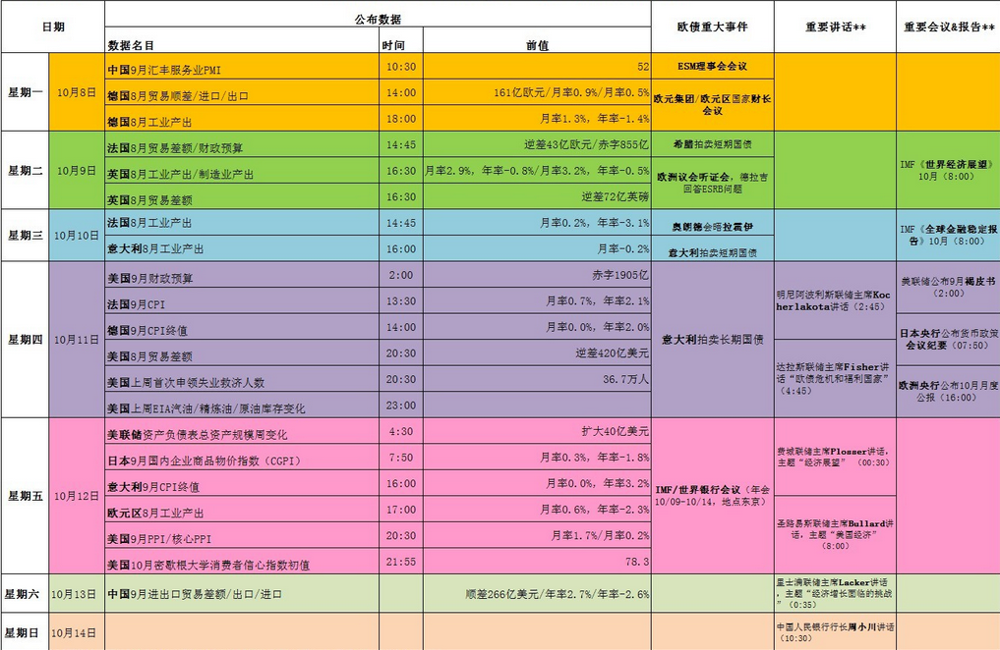 日期
公布数据
欧债重大事件
重要讲话**
重要会议&报告**
数据名目
时间
前值
星期一
10月8日
中国9月汇丰服务业PMI
10:30
52
ESM理事会会议
德国8月贸易顺差/进口/出口
14:00
161亿欧元/月率0.9%/月率0.5%
欧元集团/欧元区国家财长
会议
德国8月工业产出
18:00
月率1.3%，年率-1.4%
星期二
10月9日
法国8月贸易差额/财政预算
14:45
逆差43亿欧元/赤字855亿
希腊拍卖短期国债
英国8月工业产出/制造业产出
16:30
月率2.9%，年率-0.8%/月率3.2%，年率-0.5%
欧洲议会听证会，德拉吉
回答ESRB问题
英国8月贸易差额
16:30
逆差72亿英磅
IMF《世界经济展望》
10月（8:00）
星期三
10月10日
法国8月工业产出
14:45
月率0.2%，年率-3.1%
奥朗德会晤拉霍伊
意大利8月工业产出
16:00
月率-0.2%
意大利拍卖短期国债
IMF《全球金融稳定报
告》10月（8:00）
星期四
10月11日
美国9月财政预算
2:00
赤字1905亿
法国9月CPI
13:30
月率0.7%，年率2.1%
德国9月CPI终值
14:00
月率0.0%，年率2.0%
美国8月贸易差额
20:30
逆差420亿美元
美国上周首次申领失业救济人数
20:30
36.7万人
美国上周EIA汽油/精炼油/原油库存变化
23:00
意大利拍卖长期国债
明尼阿波利斯联储主席Koc
herlakota讲话（2:45）
达拉斯联储主席Fisher讲
话“欧债危机和福利国家”
（4:45）
美联储公布9月褐皮书
（2:00）
日本央行公布货币政策
会议纪要（07:50）
欧洲央行公布10月月度
公报（16:00）
星期五
10月12日
美联储资产负债表总资产规模周变化
4:30
扩大40亿美元
日本9月国内企业商品物价指数（CGPI）
7:50
月率0.3%，年率-1.8%
意大利9月CPI终值
16:00
月率0.0%，年率3.2%
欧元区8月工业产出
17:00
月率0.6%，年率-2.3%
美国9月PPI/核心PPI
20:30
月率1.7%/月率0.2%
美国10月密歇根大学消费者信心指数初值
21:55
78.3
IMF/世界银行会议（年会
10/09-10/14，地点东京）
费城联储主席Plosser讲话，
主题“经济展望” （00:30）
圣路易斯联储主席Bullard讲
话，主题“美国经济”
（8:00）
星期六
10月13日
中国9月进出口贸易差额/出口/进口
顺差266亿美元/年率2.7%/年率-2.6%
里士满联储主席Lacker讲话
，主题“经济增长面临的挑战
”（0:35）
星期日
10月14日
中国人民银行行长周小川讲话
（10:30）